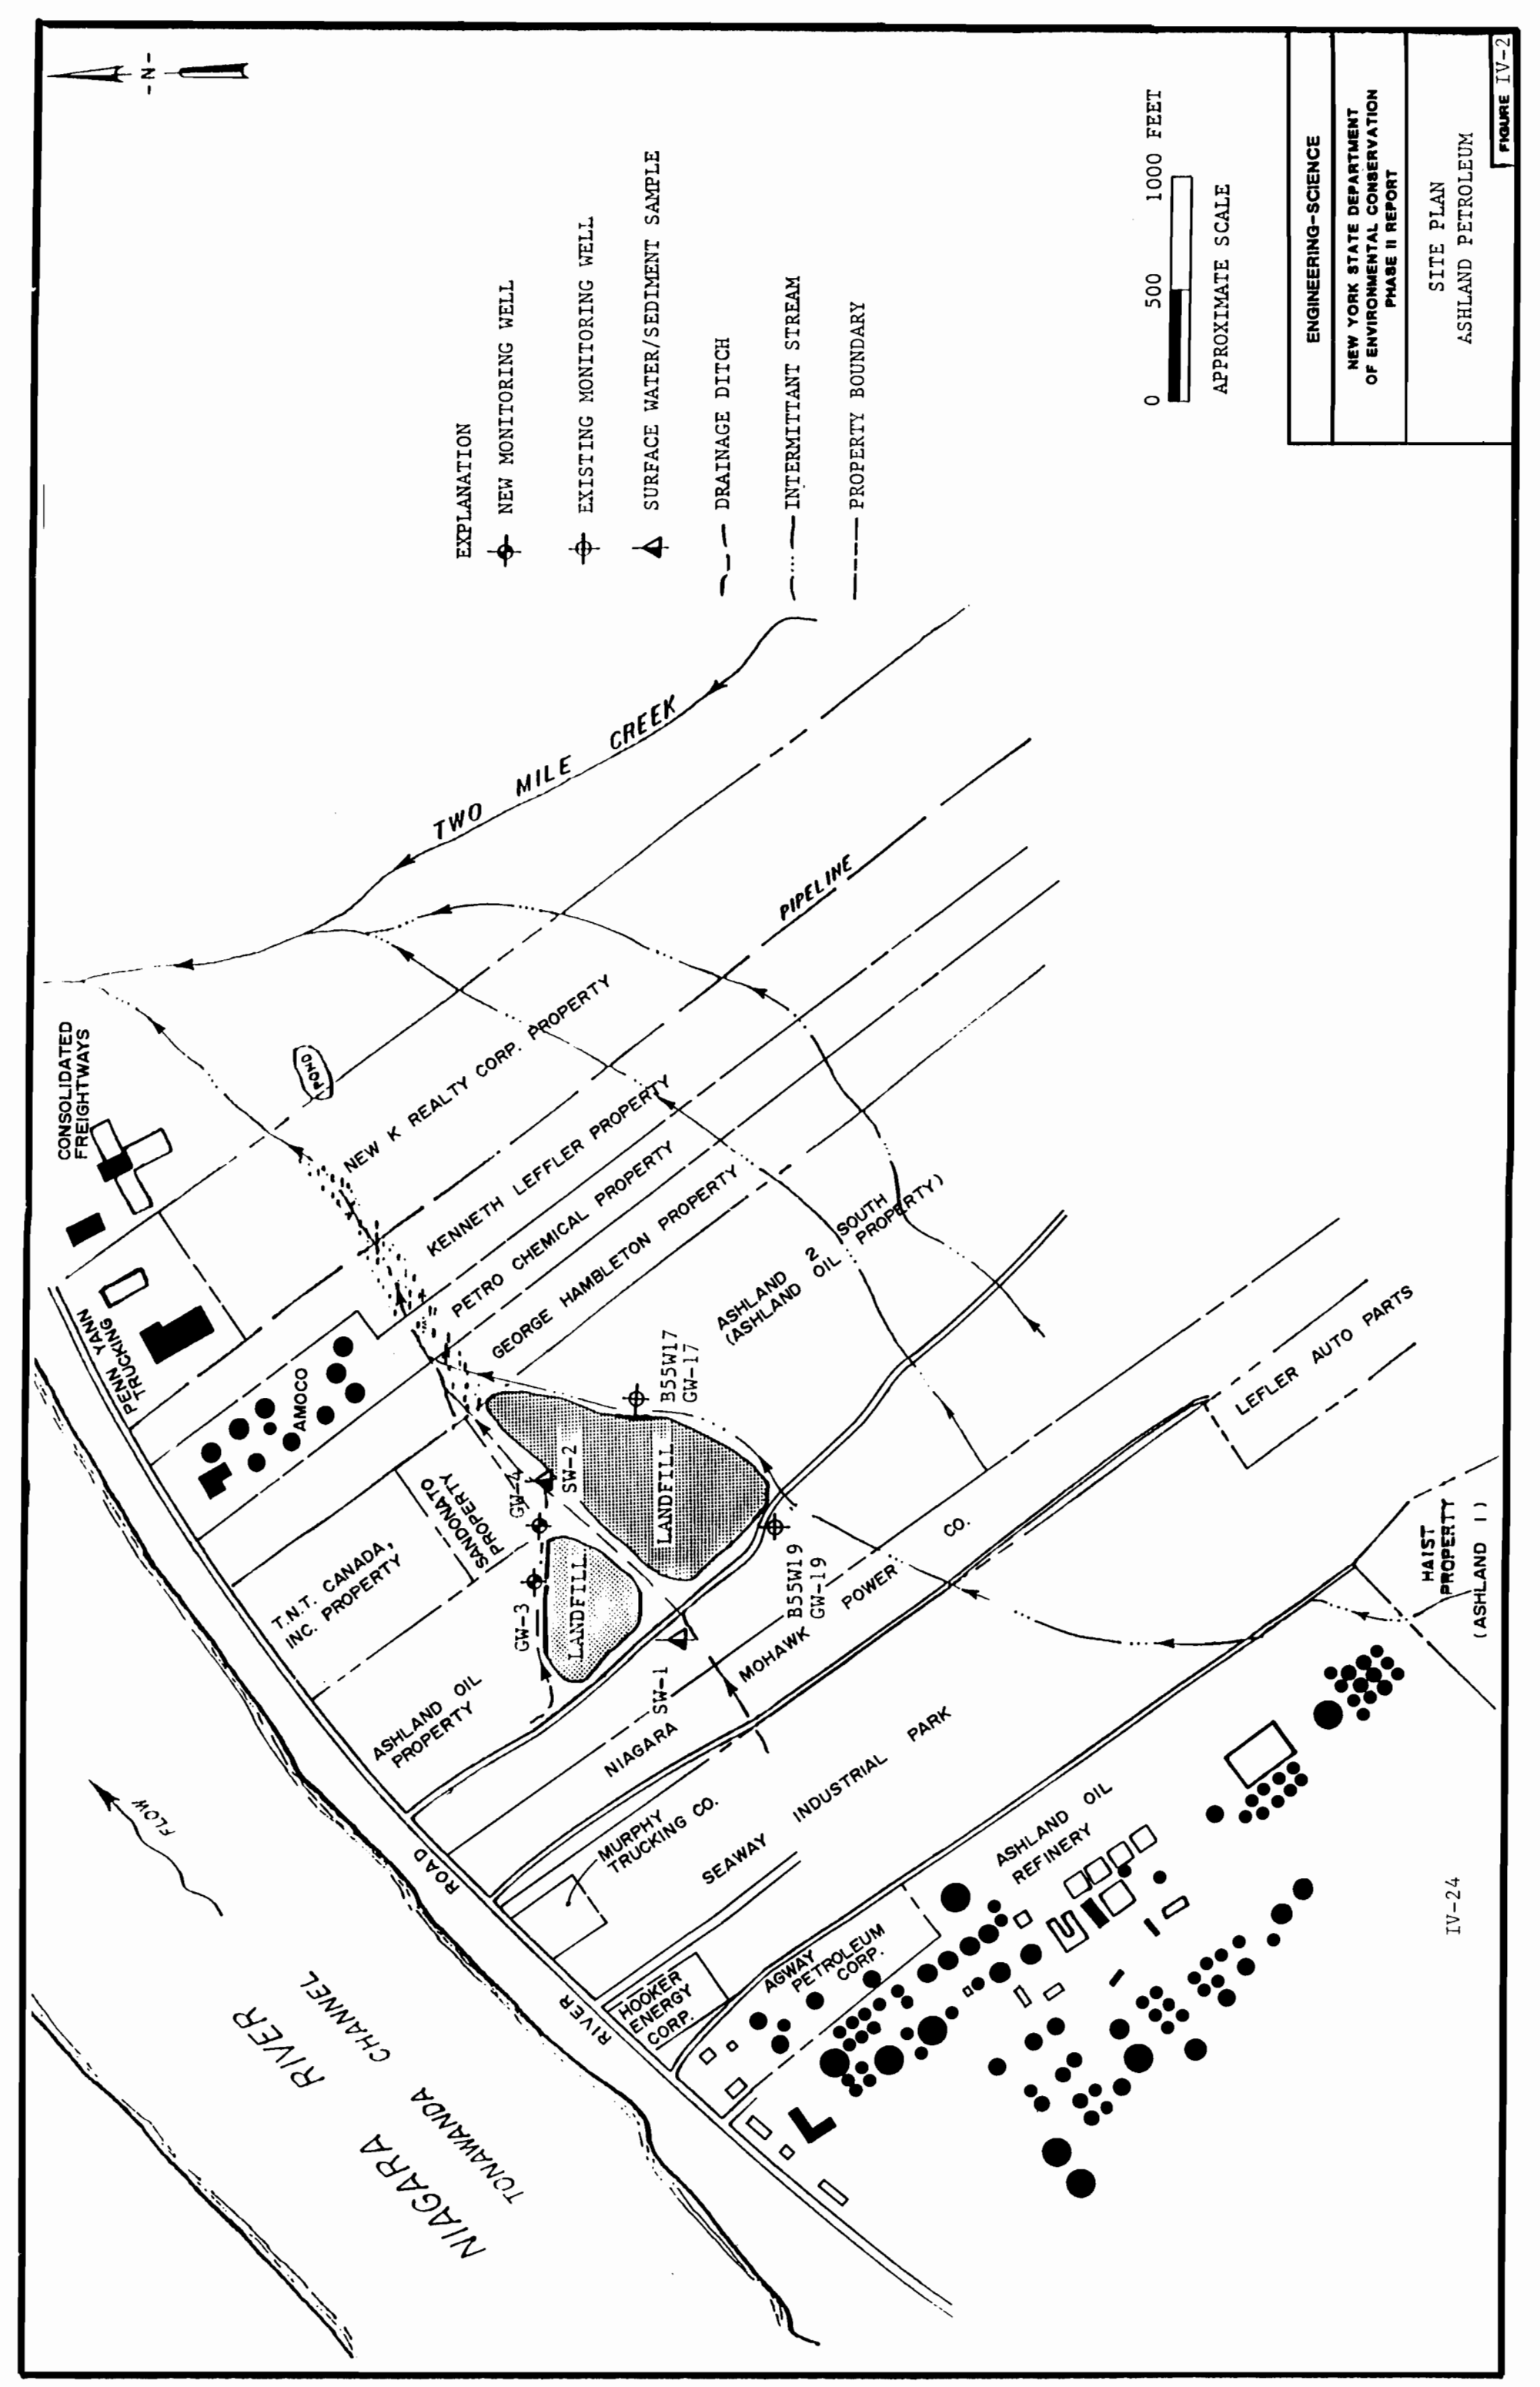 -N-
CONSOLIDATED
FREIGHTWAYS
PENN YANN
TRUCKING
AMOCO
POND
TWO MILE CREEK
NEW K REALTY CORP. PROPERTY
PIPELINE
KENNETH LEFFLER PROPERTY
PETRO CHEMICAL PROPERTY
GEORGE HAMBLETON PROPERTY
ASHLAND 2 SOUTH
(ASHLAND OIL PROPERTY)
T.N.T. CANADA,
INC. PROPERTY
SANDONATO
PROPERTY
GW-4
SW-2
LANDFILL
B55W17
GW-17
GW-3
LANDFILL
B55W19
GW-19
SW-1
ASHLAND OIL
PROPERTY
NIAGARA MOHAWK POWER CO.
LEFLER AUTO PARTS
HAIST
PROPERTY
(ASHLAND 1)
FLOW
NIAGARA RIVER
TONAWANDA CHANNEL
RIVER ROAD
MURPHY
TRUCKING CO.
SEAWAY INDUSTRIAL PARK
HOOKER
ENERGY
CORP.
AGWAY
PETROLEUM
CORP.
ASHLAND OIL
REFINERY
EXPLANATION
NEW MONITORING WELL
EXISTING MONITORING WELL
SURFACE WATER/SEDIMENT SAMPLE
DRAINAGE DITCH
INTERMITTANT STREAM
PROPERTY BOUNDARY
0 500 1000 FEET
APPROXIMATE SCALE
ENGINEERING-SCIENCE
NEW YORK STATE DEPARTMENT
OF ENVIRONMENTAL CONSERVATION
PHASE II REPORT
SITE PLAN
ASHLAND PETROLEUM
FIGURE IV-2
IV-24